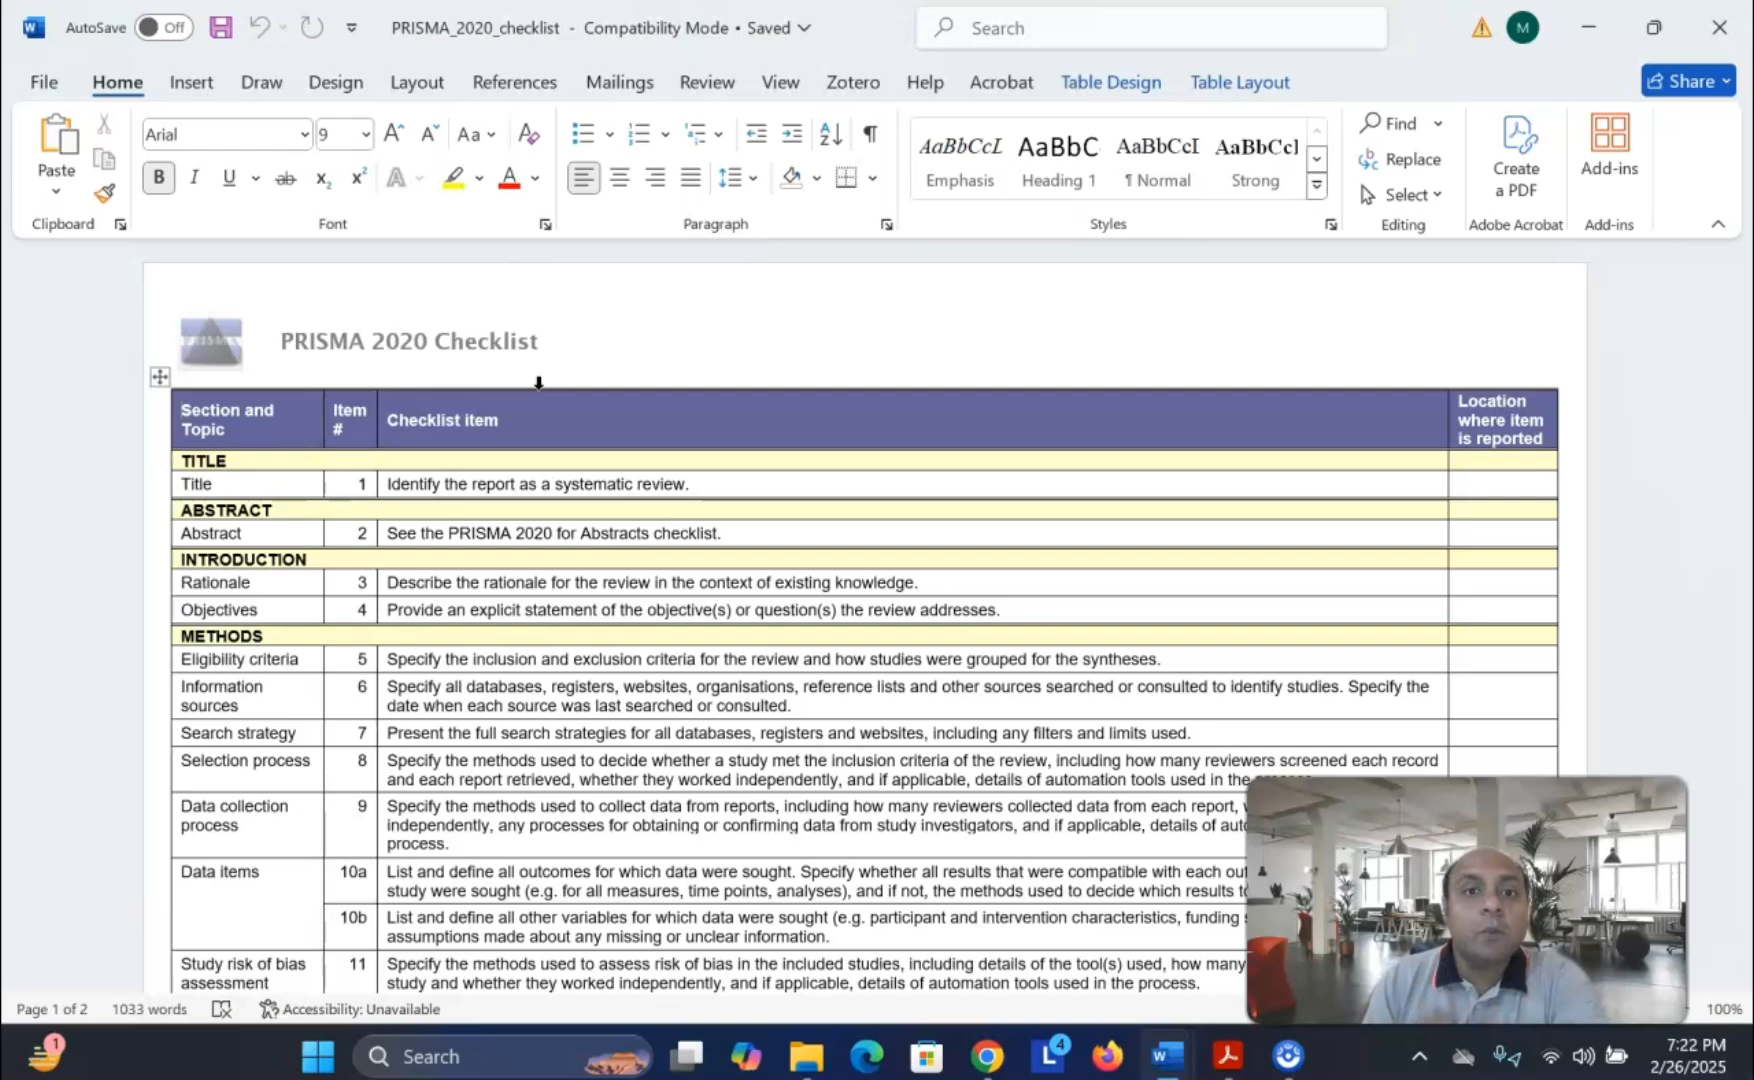 AutoSave Off PRISMA_2020_checklist - Compatibility Mode • Saved Search M
File Home Insert Draw Design Layout References Mailings Review View Zotero Help Acrobat Table Design Table Layout Share
Paste
Clipboard
Arial 9 Aa
B I U ab x₂ x² A A
Font
Paragraph
AaBbCcI AaBbC AaBbCcI AaBbCcl
Emphasis Heading 1 ¶ Normal Strong
Styles
Find
Replace
Select
Editing
Create
a PDF
Adobe Acrobat
Add-ins
Add-ins
PRISMA 2020 Checklist
Section and
Topic
Item
#
Checklist item
Location
where item
is reported
TITLE
Title 1 Identify the report as a systematic review.
ABSTRACT
Abstract 2 See the PRISMA 2020 for Abstracts checklist.
INTRODUCTION
Rationale 3 Describe the rationale for the review in the context of existing knowledge.
Objectives 4 Provide an explicit statement of the objective(s) or question(s) the review addresses.
METHODS
Eligibility criteria 5 Specify the inclusion and exclusion criteria for the review and how studies were grouped for the syntheses.
Information
sources
6 Specify all databases, registers, websites, organisations, reference lists and other sources searched or consulted to identify studies. Specify the
date when each source was last searched or consulted.
Search strategy 7 Present the full search strategies for all databases, registers and websites, including any filters and limits used.
Selection process 8 Specify the methods used to decide whether a study met the inclusion criteria of the review, including how many reviewers screened each record
and each report retrieved, whether they worked independently, and if applicable, details of automation tools used in the
Data collection
process
9 Specify the methods used to collect data from reports, including how many reviewers collected data from each report,
independently, any processes for obtaining or confirming data from study investigators, and if applicable, details of
process.
Data items 10a List and define all outcomes for which data were sought. Specify whether all results that were compatible with each
study were sought (e.g. for all measures, time points, analyses), and if not, the methods used to decide which results
10b List and define all other variables for which data were sought (e.g. participant and intervention characteristics, funding
assumptions made about any missing or unclear information.
Study risk of bias
assessment
11 Specify the methods used to assess risk of bias in the included studies, including details of the tool(s) used, how many
study and whether they worked independently, and if applicable, details of automation tools used in the process.
Page 1 of 2 1033 words Accessibility: Unavailable 100%
1 Search 4
7:22 PM
2/26/2025